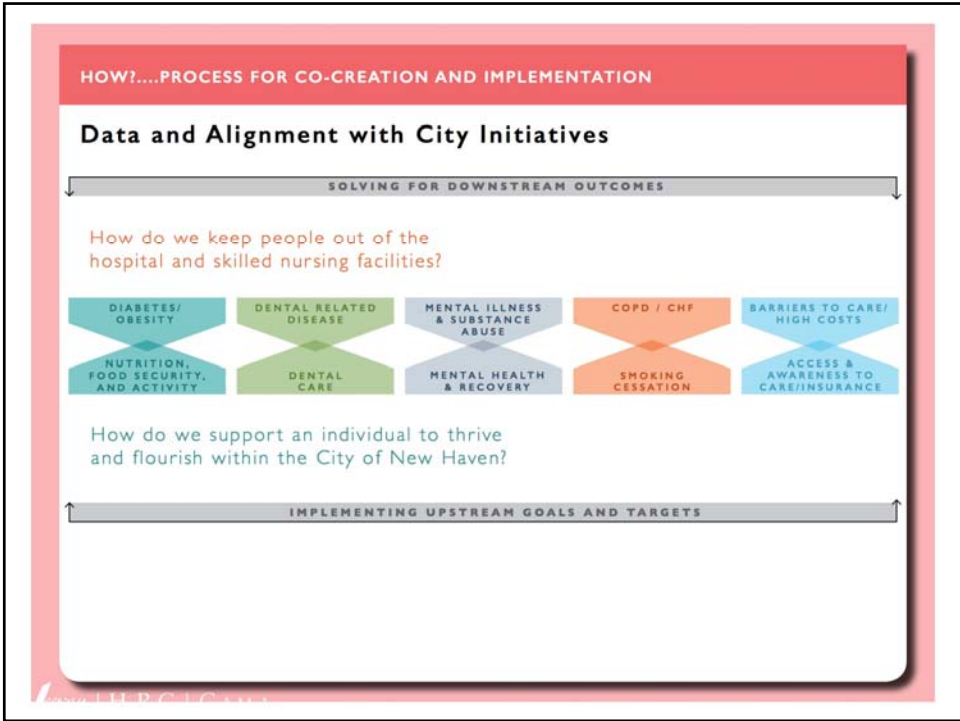 HOW?....PROCESS FOR CO-CREATION AND IMPLEMENTATION
Data and Alignment with City Initiatives
SOLVING FOR DOWNSTREAM OUTCOMES
How do we keep people out of the
hospital and skilled nursing facilities?
DIABETES/
OBESITY
DENTAL RELATED
DISEASE
MENTAL ILLNESS
& SUBSTANCE
ABUSE
COPD / CHF
BARRIERS TO CARE/
HIGH COSTS
NUTRITION,
FOOD SECURITY,
AND ACTIVITY
DENTAL
CARE
MENTAL HEALTH
& RECOVERY
SMOKING
CESSATION
ACCESS &
AWARENESS TO
CARE/INSURANCE
How do we support an individual to thrive
and flourish within the City of New Haven?
IMPLEMENTING UPSTREAM GOALS AND TARGETS